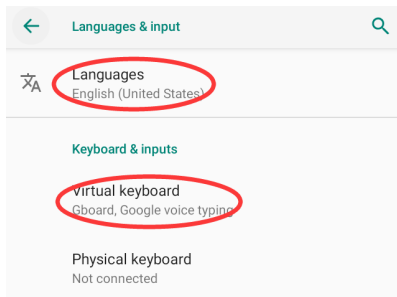 Languages & input
Languages
English (United States)
Keyboard & inputs
Virtual keyboard
Gboard, Google voice typing
Physical keyboard
Not connected